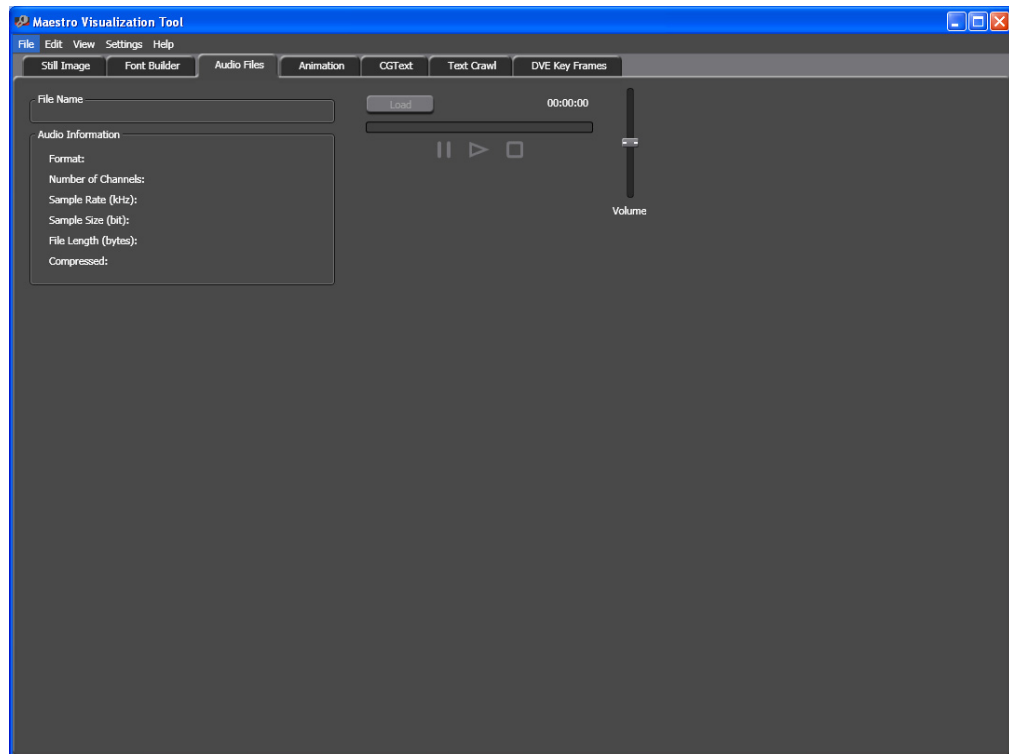 Maestro Visualization Tool
File Edit View Settings Help
Still Image Font Builder Audio Files Animation CGText Text Crawl DVE Key Frames
File Name
Load 00:00:00
Audio Information
Format:
Number of Channels:
Sample Rate (kHz):
Sample Size (bit):
File Length (bytes):
Compressed:
Volume